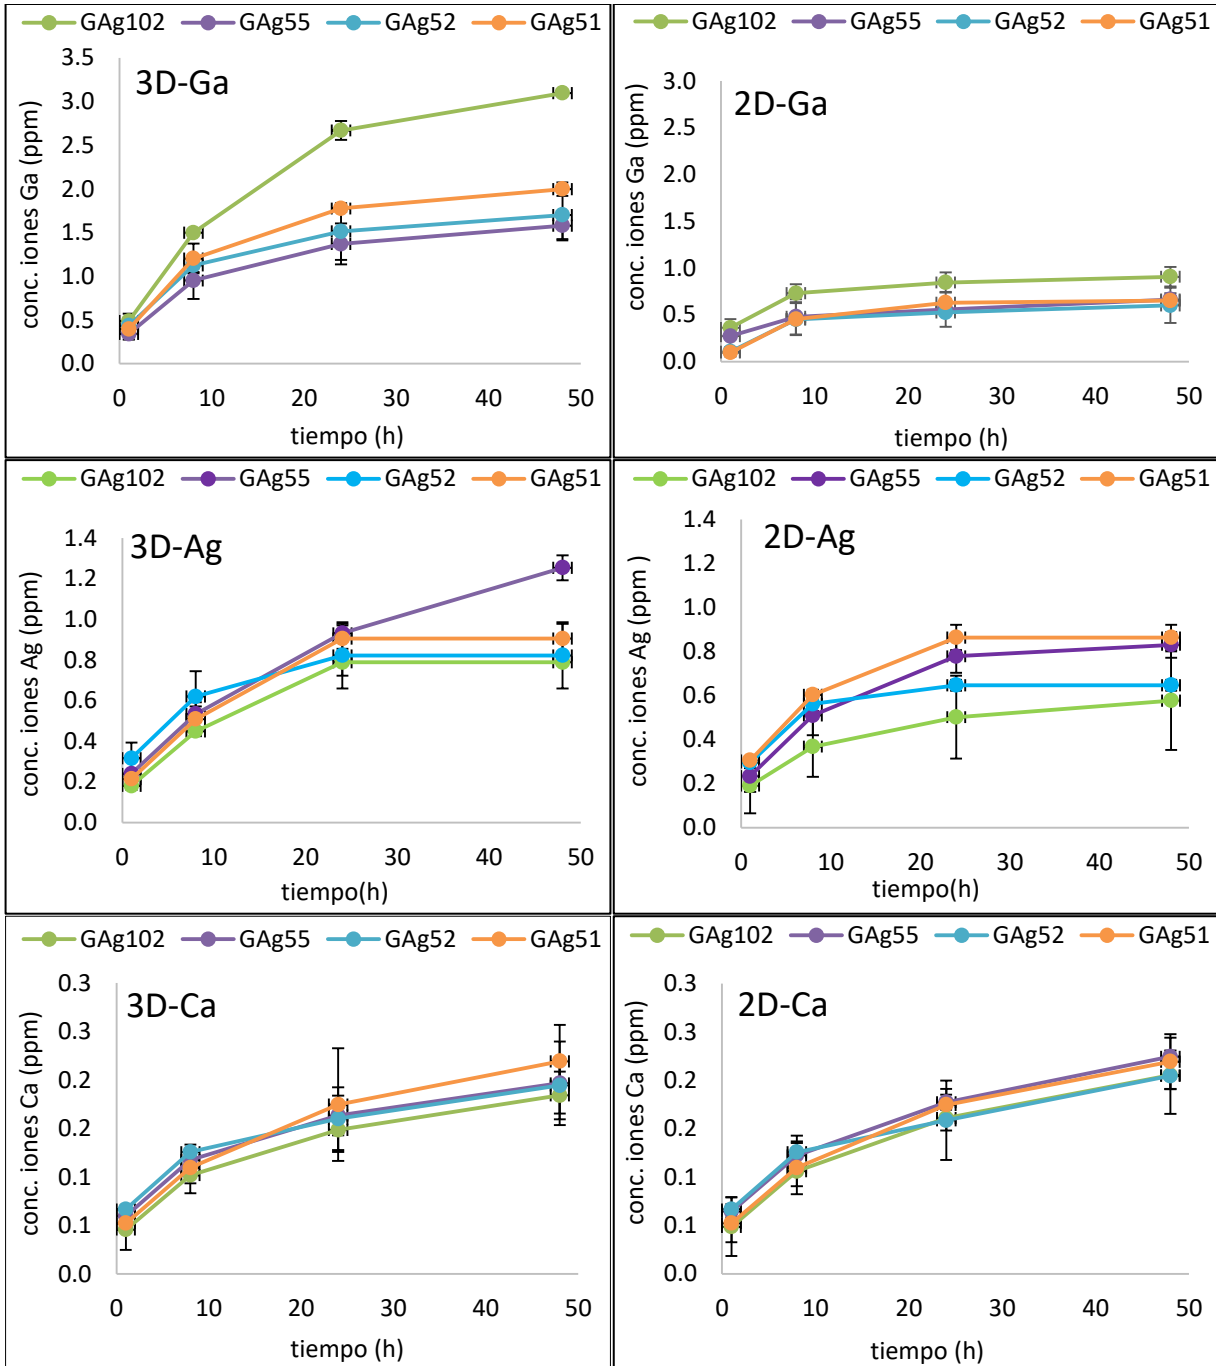 GAg102 GAg55 GAg52 GAg51
3D-Ga
conc. iones Ga (ppm)
3.5
3.0
2.5
2.0
1.5
1.0
0.5
0.0
0 10 20 30 40 50
tiempo (h)
GAg102 GAg55 GAg52 GAg51
2D-Ga
conc. iones Ga (ppm)
3.0
2.5
2.0
1.5
1.0
0.5
0.0
0 10 20 30 40 50
tiempo (h)
GAg102 GAg55 GAg52 GAg51
3D-Ag
conc. iones Ag (ppm)
1.4
1.2
1.0
0.8
0.6
0.4
0.2
0.0
0 10 20 30 40 50
tiempo(h)
GAg102 GAg55 GAg52 GAg51
2D-Ag
conc. iones Ag (ppm )
1.4
1.2
1.0
0.8
0.6
0.4
0.2
0.0
0 10 20 30 40 50
tiempo(h)
GAg102 GAg55 GAg52 GAg51
3D-Ca
conc. iones Ca (ppm)
0.3
0.3
0.2
0.2
0.1
0.1
0.0
0 10 20 30 40 50
tiempo (h)
GAg102 GAg55 GAg52 GAg51
2D-Ca
conc. iones Ca (ppm)
0.3
0.3
0.2
0.2
0.1
0.1
0.0
0 10 20 30 40 50
tiempo (h)